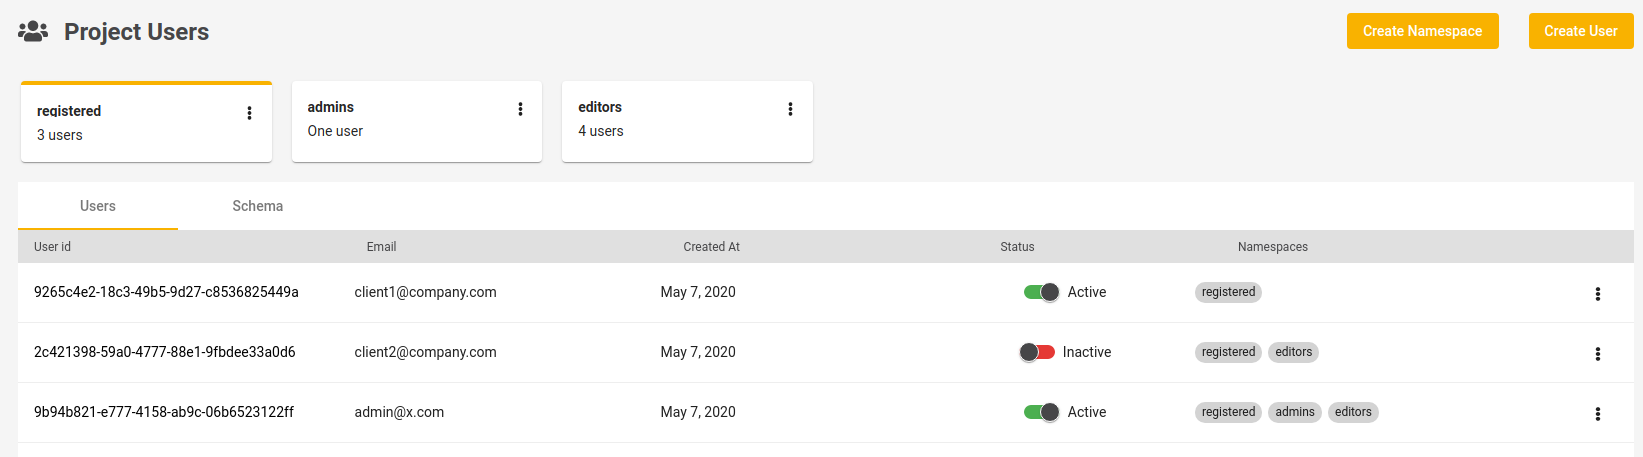 Project Users
Create Namespace
Create User
registered
3 users
admins
One user
editors
4 users
Users
Schema
User id Email Created At Status Namespaces
9265c4e2-18c3-49b5-9d27-c8536825449a client1@company.com May 7, 2020 Active registered
2c421398-59a0-4777-88e1-9fbdee33a0d6 client2@company.com May 7, 2020 Inactive registered editors
9b94b821-e777-4158-ab9c-06b6523122ff admin@x.com May 7, 2020 Active registered admins editors